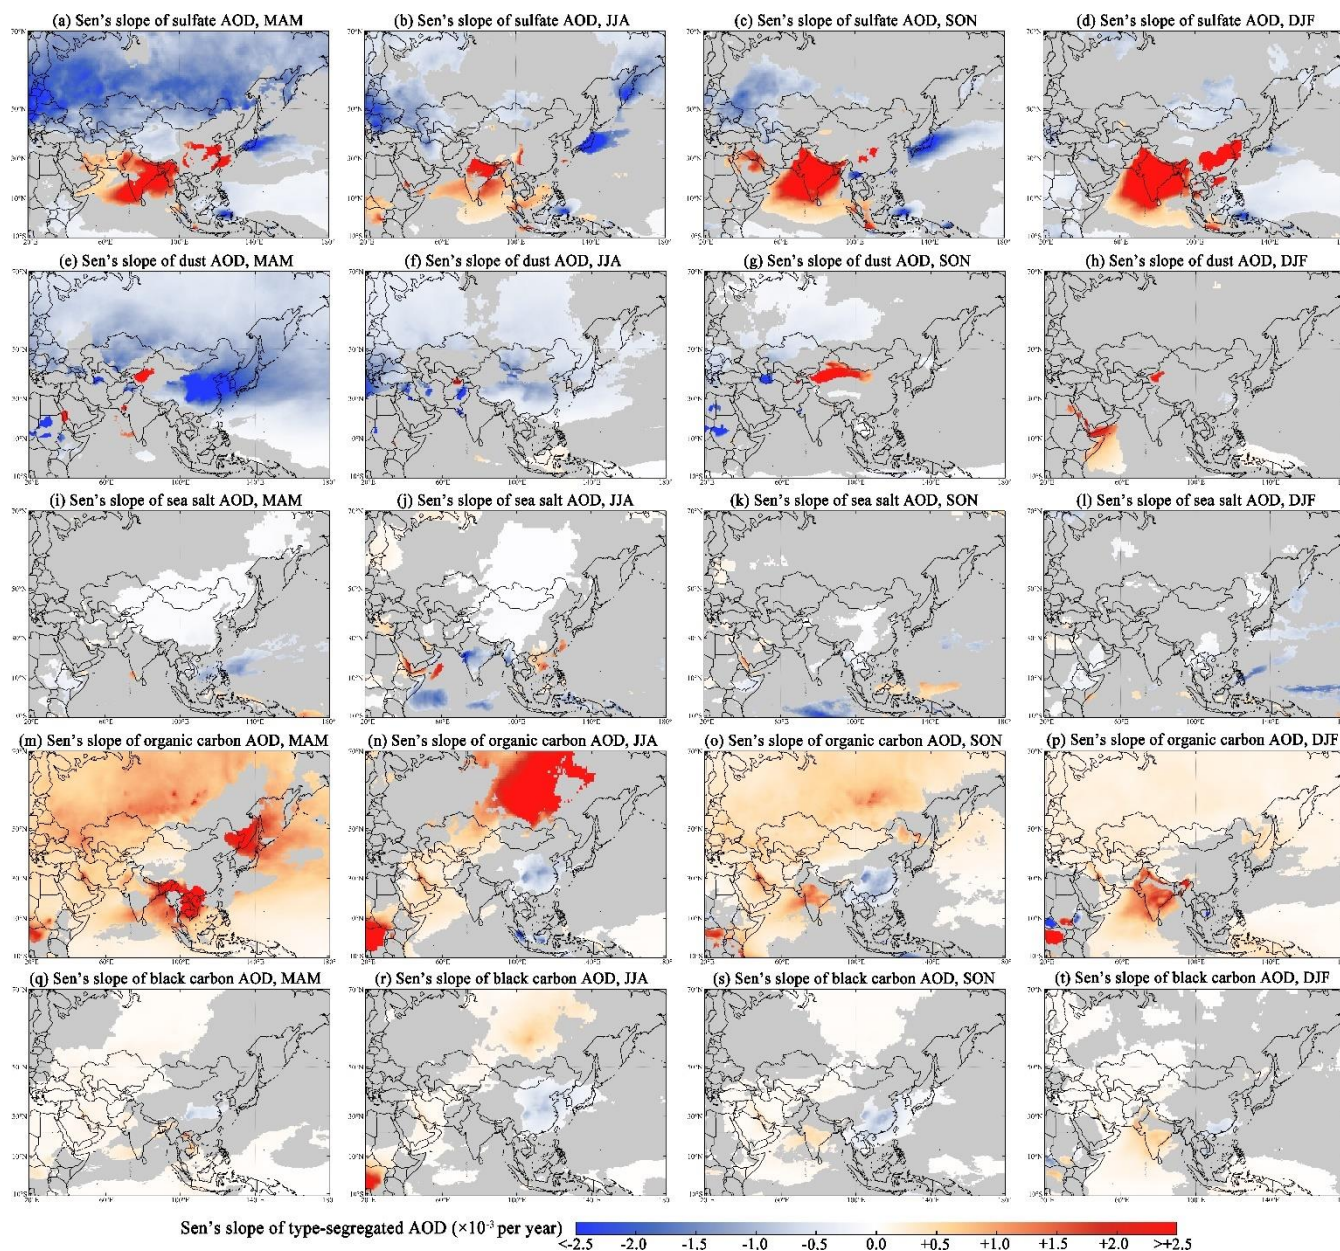 (a) Sen's slope of sulfate AOD, MAM
(b) Sen's slope of sulfate AOD, JJA
(c) Sen's slope of sulfate AOD, SON
(d) Sen's slope of sulfate AOD, DJF
(e) Sen's slope of dust AOD, MAM
(f) Sen's slope of dust AOD, JJA
(g) Sen's slope of dust AOD, SON
(h) Sen's slope of dust AOD, DJF
(i) Sen's slope of sea salt AOD, MAM
(j) Sen's slope of sea salt AOD, JJA
(k) Sen's slope of sea salt AOD, SON
(l) Sen's slope of sea salt AOD, DJF
(m) Sen's slope of organic carbon AOD, MAM
(n) Sen's slope of organic carbon AOD, JJA
(o) Sen's slope of organic carbon AOD, SON
(p) Sen's slope of organic carbon AOD, DJF
(q) Sen's slope of black carbon AOD, MAM
(r) Sen's slope of black carbon AOD, JJA
(s) Sen's slope of black carbon AOD, SON
(t) Sen's slope of black carbon AOD, DJF
Sen's slope of type-segregated AOD (×10⁻³ per year)
<-2.5 -2.0 -1.5 -1.0 -0.5 0.0 +0.5 +1.0 +1.5 +2.0 >+2.5